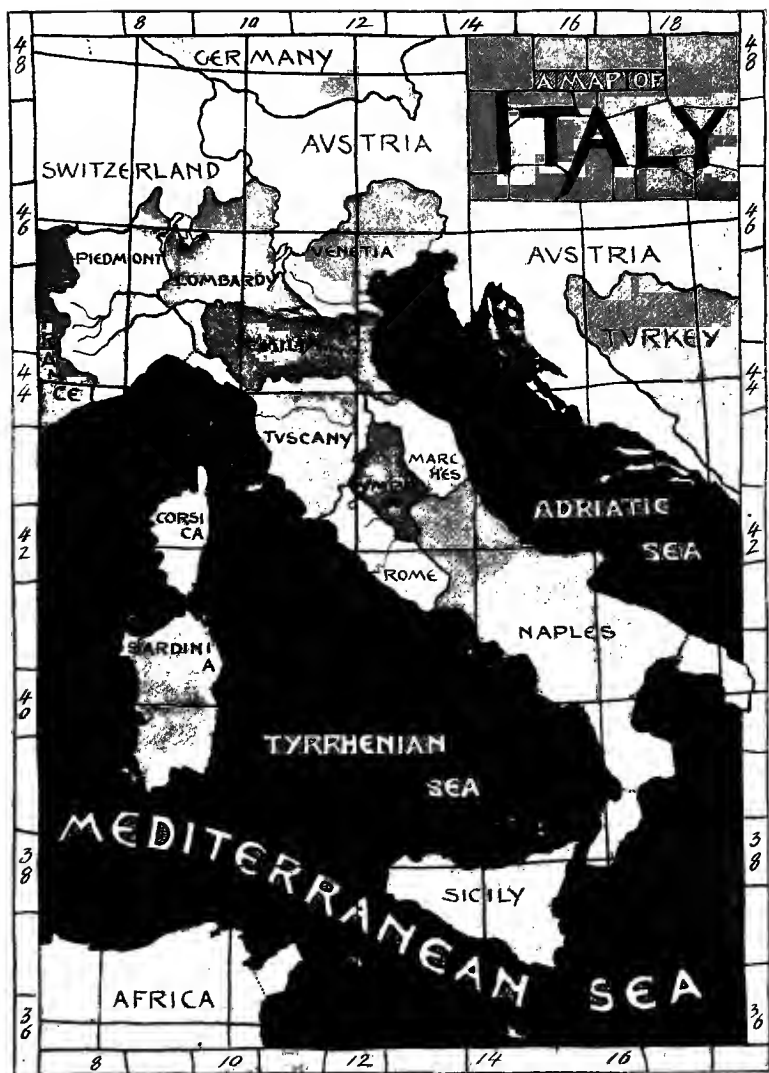 8 10 12 14 16 18
48 48
GERMANY
A MAP OF
ITALY
AVSTRIA
SWITZERLAND
46 46
PIEDMONT
LOMBARDY
VENETIA
AVSTRIA
TVRKEY
44 44
CE
TVSCANY
MARC
HES
CORSI
CA
ADRIATIC
SEA
42 42
ROME
NAPLES
SARDINI
A
40 40
TYRRHENIAN
SEA
MEDITERRANEAN SEA
38 38
SICILY
AFRICA
36 36
8 10 12 14 16